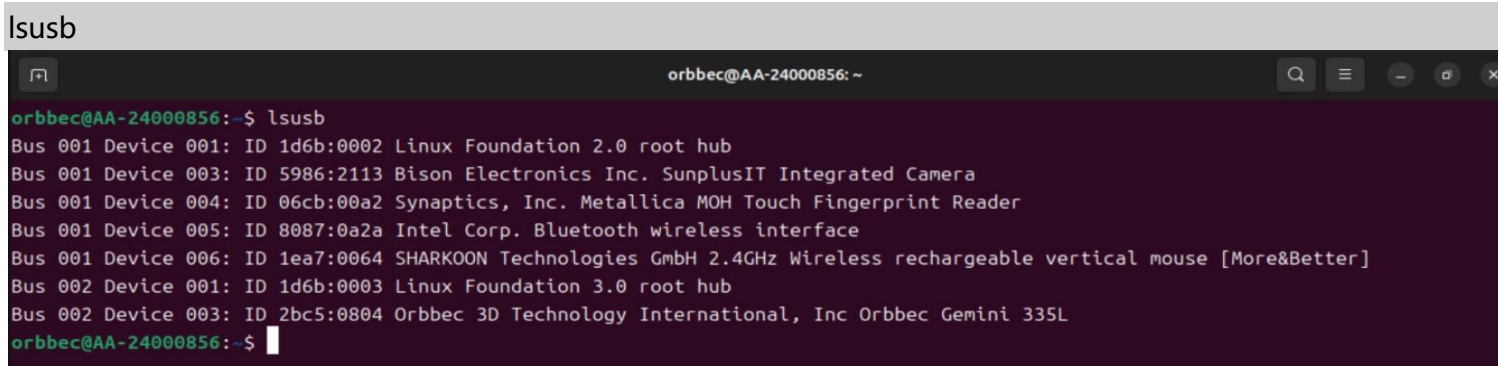 lsusb
orbbec@AA-24000856: ~
orbbec@AA-24000856:~$ lsusb
Bus 001 Device 001: ID 1d6b:0002 Linux Foundation 2.0 root hub
Bus 001 Device 003: ID 5986:2113 Bison Electronics Inc. SunplusIT Integrated Camera
Bus 001 Device 004: ID 06cb:00a2 Synaptics, Inc. Metallica MOH Touch Fingerprint Reader
Bus 001 Device 005: ID 8087:0a2a Intel Corp. Bluetooth wireless interface
Bus 001 Device 006: ID 1ea7:0064 SHARKOON Technologies GmbH 2.4GHz Wireless rechargeable vertical mouse [More&Better]
Bus 002 Device 001: ID 1d6b:0003 Linux Foundation 3.0 root hub
Bus 002 Device 003: ID 2bc5:0804 Orbbec 3D Technology International, Inc Orbbec Gemini 335L
orbbec@AA-24000856:~$